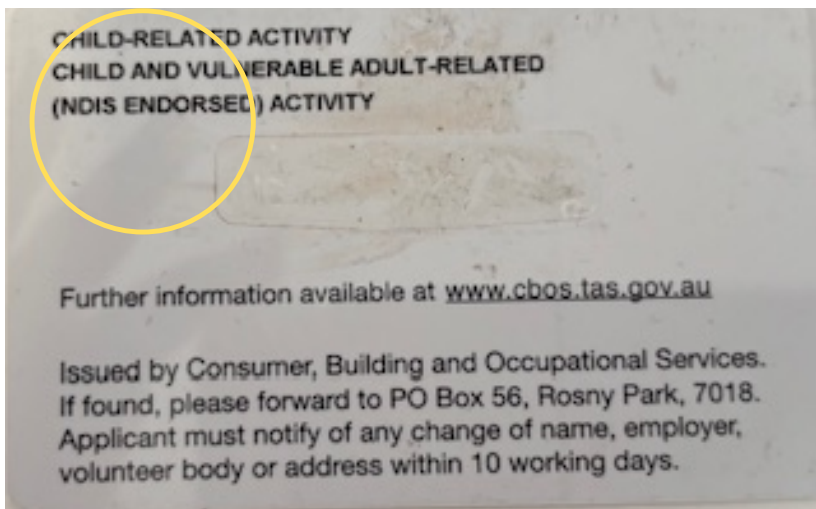 CHILD-RELATED ACTIVITY
CHILD AND VULNERABLE ADULT-RELATED
(NDIS ENDORSED) ACTIVITY
Further information available at www.cbos.tas.gov.au
Issued by Consumer, Building and Occupational Services.
If found, please forward to PO Box 56, Rosny Park, 7018.
Applicant must notify of any change of name, employer,
volunteer body or address within 10 working days.